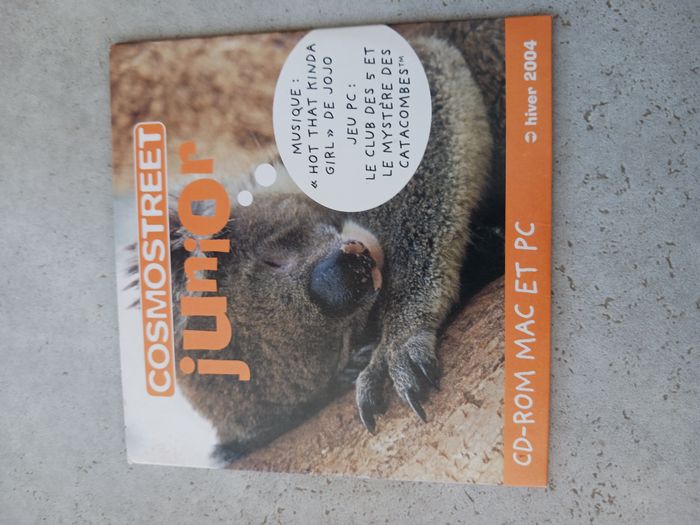 COSMOSTREET
junior
MUSIQUE :
« HOT THAT KINDA
GIRL » DE JOJO
JEU PC :
LE CLUB DES 5 ET
LE MYSTÈRE DES
CATACOMBES™
CD-ROM MAC ET PC
hiver 2004